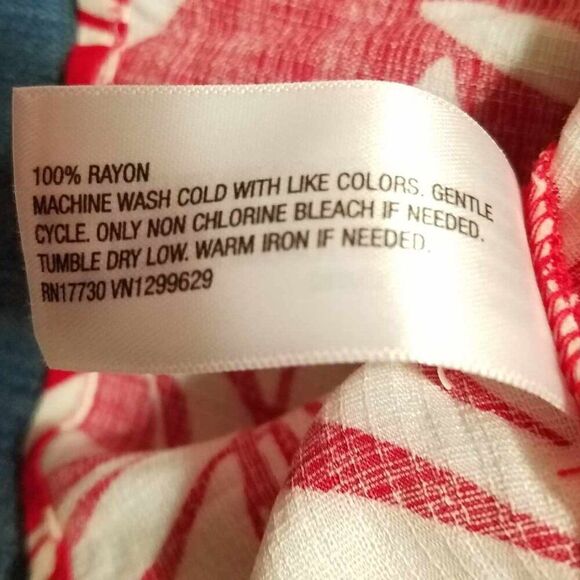 100% RAYON
MACHINE WASH COLD WITH LIKE COLORS. GENTLE
CYCLE. ONLY NON CHLORINE BLEACH IF NEEDED.
TUMBLE DRY LOW. WARM IRON IF NEEDED.
RN17730 VN1299629